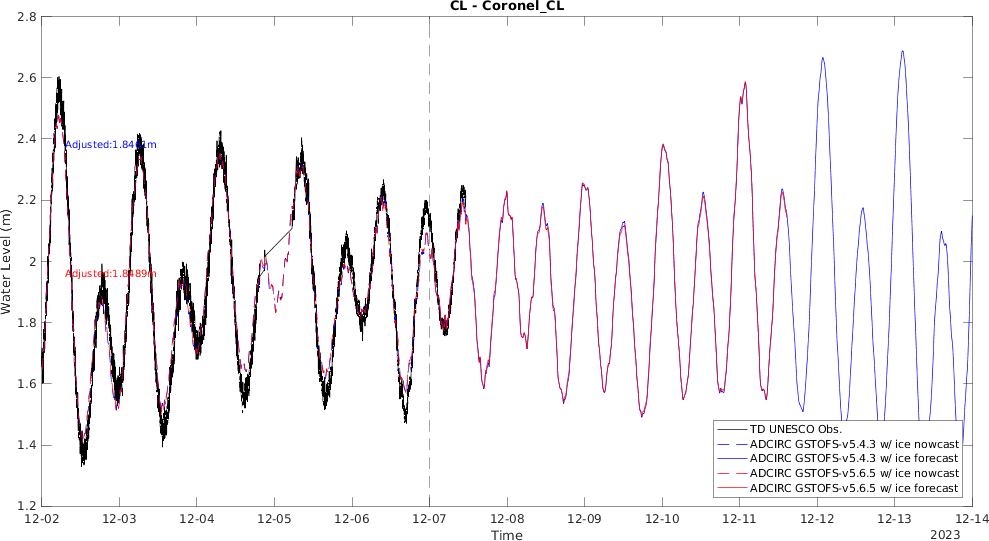 CL - Coronel_CL
2.8
2.6
2.4
2.2
2
1.8
1.6
1.4
1.2
Water Level (m)
Adjusted:1.8461m
Adjusted:1.8489m
TD UNESCO Obs.
ADCIRC GSTOFS-v5.4.3 w/ ice nowcast
ADCIRC GSTOFS-v5.4.3 w/ ice forecast
ADCIRC GSTOFS-v5.6.5 w/ ice nowcast
ADCIRC GSTOFS-v5.6.5 w/ ice forecast
12-02 12-03 12-04 12-05 12-06 12-07 12-08 12-09 12-10 12-11 12-12 12-13 12-14
Time
2023